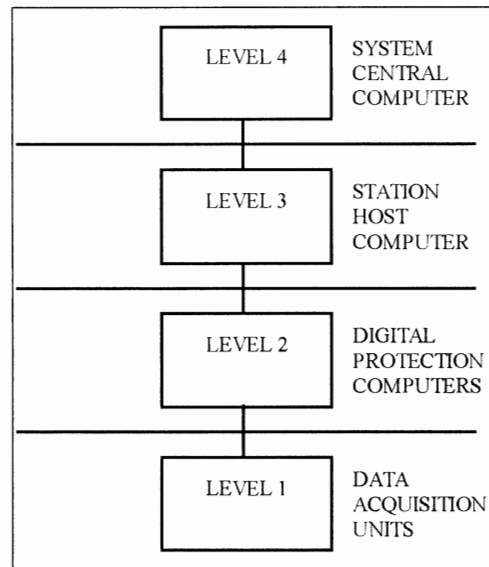 LEVEL 4
SYSTEM
CENTRAL
COMPUTER
LEVEL 3
STATION
HOST
COMPUTER
LEVEL 2
DIGITAL
PROTECTION
COMPUTERS
LEVEL 1
DATA
ACQUISITION
UNITS